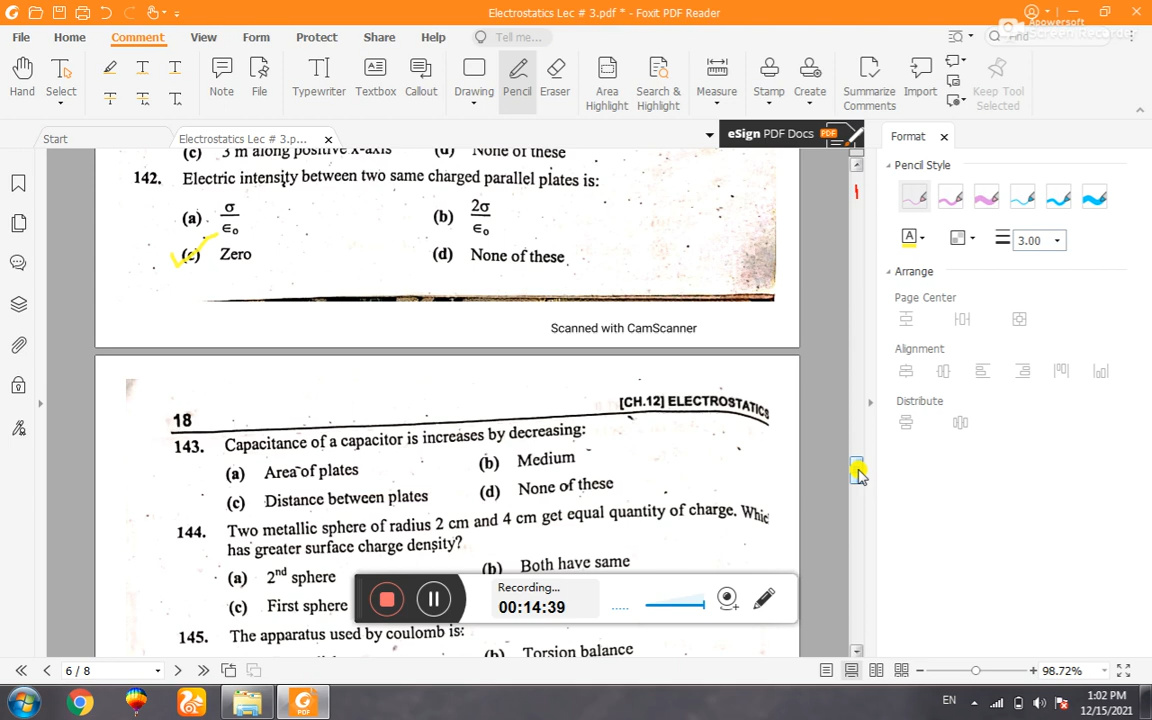 Electrostatics Lec # 3.pdf * - Foxit PDF Reader
File Home Comment View Form Protect Share Help Tell me... Find
Apowersoft
Screen Recorder
Hand Select Note File Typewriter Textbox Callout Drawing Pencil Eraser Area Highlight Search & Highlight Measure Stamp Create Summarize Comments Import Keep Tool Selected
Start Electrostatics Lec # 3.p... eSign PDF Docs PDF Format
Pencil Style
3.00
Arrange
Page Center
Alignment
Distribute
(c) 3 m along positive x-axis (d) None of these
142. Electric intensity between two same charged parallel plates is:
(a) σ/∈o (b) 2σ/∈o
(c) Zero (d) None of these
Scanned with CamScanner
18 [CH.12] ELECTROSTATICS
143. Capacitance of a capacitor is increases by decreasing:
(a) Area of plates (b) Medium
(c) Distance between plates (d) None of these
144. Two metallic sphere of radius 2 cm and 4 cm get equal quantity of charge. Whic
has greater surface charge density?
(a) 2nd sphere (b) Both have same
(c) First sphere
145. The apparatus used by coulomb is:
(b) Torsion balance
Recording...
00:14:39
6 / 8 98.72%
PDF
EN 1:02 PM
12/15/2021